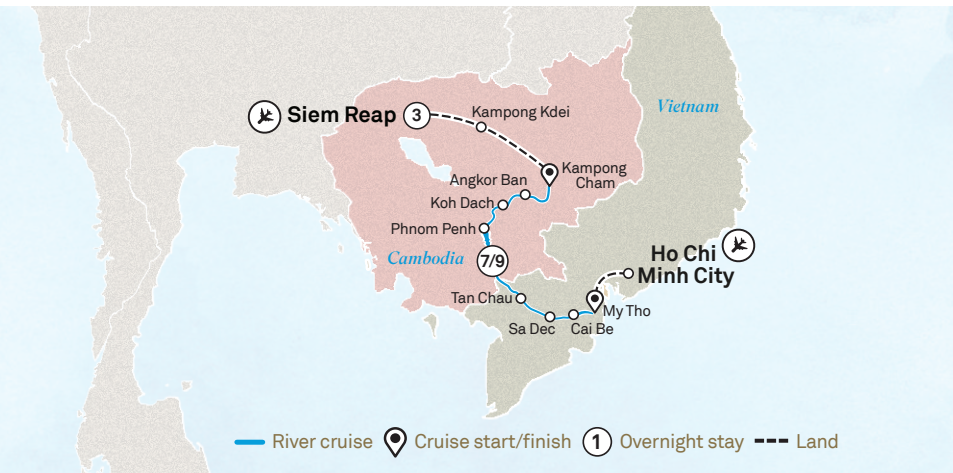 Vietnam
Siem Reap
3
Kampong Kdei
Kampong
Cham
Angkor Ban
Koh Dach
Phnom Penh
Cambodia
7/9
Ho Chi
Minh City
Tan Chau
My Tho
Sa Dec
Cai Be
River cruise
Cruise start/finish
1
Overnight stay
Land